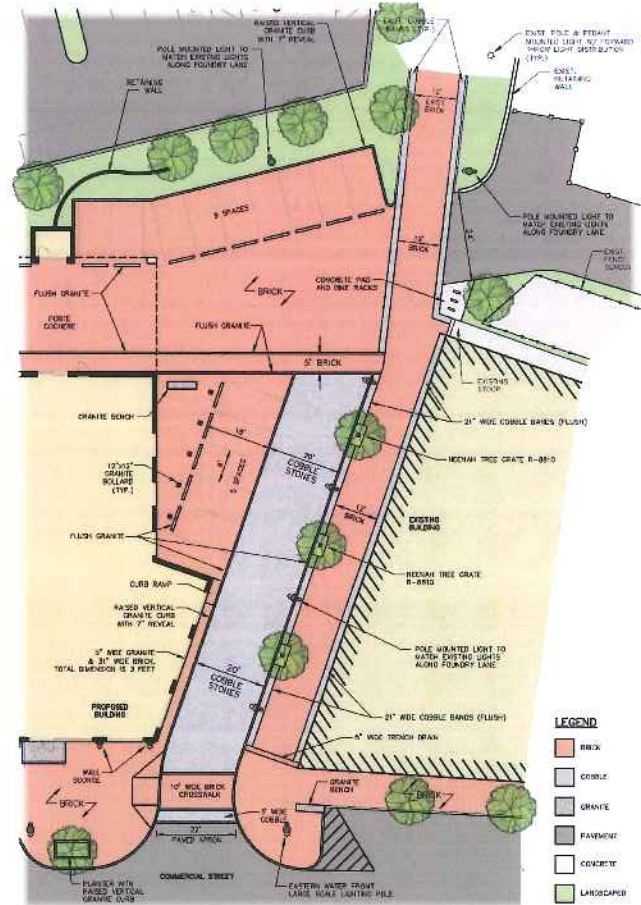 RAISED VERTICAL
GRANITE CURB
WITH 7" REVEAL
POLE MOUNTED LIGHT TO
MATCH EXISTING LIGHTS
ALONG FOUNDRY LANE
RETAINING
WALL
EXIST. COBBLE
BANDS (TYP.)
EXIST. POLE & PENDANT
MOUNTED LIGHT W/ FORWARD
THROW LIGHT DISTRIBUTION
(TYP.)
EXIST.
RETAINING
WALL
12'
EXIST.
BRICK
9 SPACES
POLE MOUNTED LIGHT TO
MATCH EXISTING LIGHTS
ALONG FOUNDRY LANE
24'
BRICK
CONCRETE PAD
AND BIKE RACKS
FLUSH GRANITE
PORTE
COCHERE
FLUSH GRANITE
5' BRICK
EXISTING
STOOP
GRANITE BENCH
21" WIDE COBBLE BANDS (FLUSH)
18'
20'
COBBLE
STONES
NEENAH TREE GRATE R-8810
12"x12"
GRANITE
BOLLARD
(TYP.)
9'
5 SPACES
12'
BRICK
EXISTING
BUILDING
FLUSH GRANITE
NEENAH TREE GRATE
R-8810
CURB RAMP
RAISED VERTICAL
GRANITE CURB
WITH 7" REVEAL
POLE MOUNTED LIGHT TO
MATCH EXISTING LIGHTS
ALONG FOUNDRY LANE
5" WIDE GRANITE
& 31" WIDE BRICK.
TOTAL DIMENSION IS 3 FEET
20'
COBBLE
STONES
PROPOSED
BUILDING
21" WIDE COBBLE BANDS (FLUSH)
WIDE TRENCH DRAIN
WALL
SCONCE
10' WIDE BRICK
CROSSWALK
GRANITE
BENCH
BRICK
BRICK
WIDE
COBBLE
22'
PAVED APRON
COMMERCIAL STREET
PLANTER WITH
RAISED VERTICAL
GRANITE CURB
EASTERN WATER FRONT
LARGE SCALE LIGHTING POLE
LEGEND
BRICK
COBBLE
GRANITE
PAVEMENT
CONCRETE
LANDSCAPED